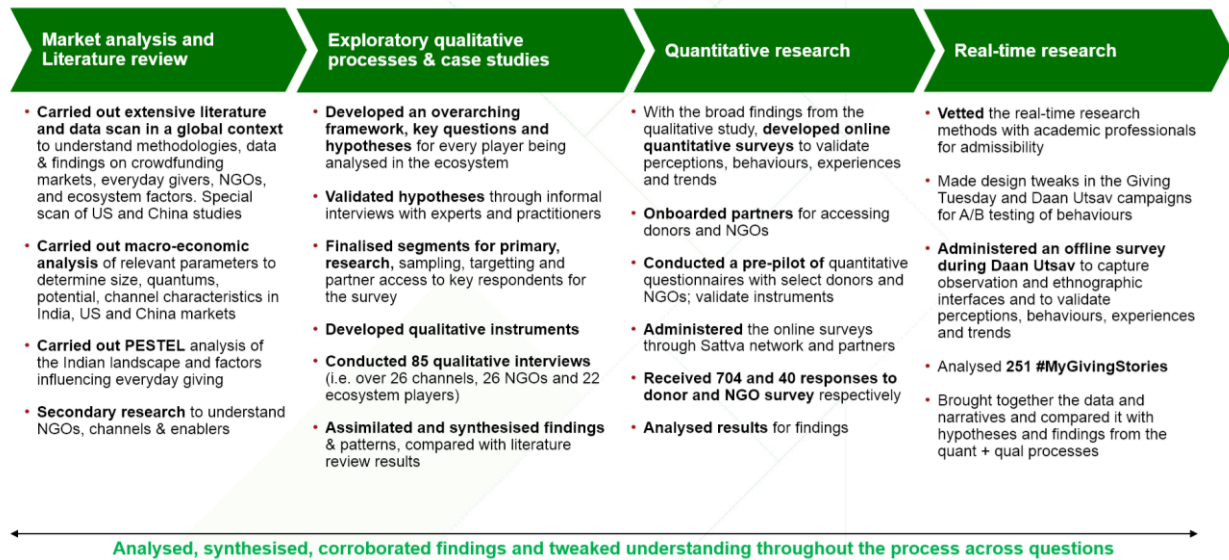 Market analysis and
Literature review
Exploratory qualitative
processes & case studies
Quantitative research
Real-time research
• Carried out extensive literature
and data scan in a global context
to understand methodologies, data
& findings on crowdfunding
markets, everyday givers, NGOs,
and ecosystem factors. Special
scan of US and China studies
• Carried out macro-economic
analysis of relevant parameters to
determine size, quantums,
potential, channel characteristics in
India, US and China markets
• Carried out PESTEL analysis of
the Indian landscape and factors
influencing everyday giving
• Secondary research to understand
NGOs, channels & enablers
• Developed an overarching
framework, key questions and
hypotheses for every player being
analysed in the ecosystem
• Validated hypotheses through informal
interviews with experts and practitioners
• Finalised segments for primary,
research, sampling, targetting and
partner access to key respondents for
the survey
• Developed qualitative instruments
• Conducted 85 qualitative interviews
(i.e. over 26 channels, 26 NGOs and 22
ecosystem players)
• Assimilated and synthesised findings
& patterns, compared with literature
review results
• With the broad findings from the
qualitative study, developed online
quantitative surveys to validate
perceptions, behaviours, experiences
and trends
• Onboarded partners for accessing
donors and NGOs
• Conducted a pre-pilot of quantitative
questionnaires with select donors and
NGOs; validate instruments
• Administered the online surveys
through Sattva network and partners
• Received 704 and 40 responses to
donor and NGO survey respectively
• Analysed results for findings
• Vetted the real-time research
methods with academic professionals
for admissibility
• Made design tweaks in the Giving
Tuesday and Daan Utsav campaigns
for A/B testing of behaviours
• Administered an offline survey
during Daan Utsav to capture
observation and ethnographic
interfaces and to validate
perceptions, behaviours, experiences
and trends
• Analysed 251 #MyGivingStories
• Brought together the data and
narratives and compared it with
hypotheses and findings from the
quant + qual processes
Analysed, synthesised, corroborated findings and tweaked understanding throughout the process across questions